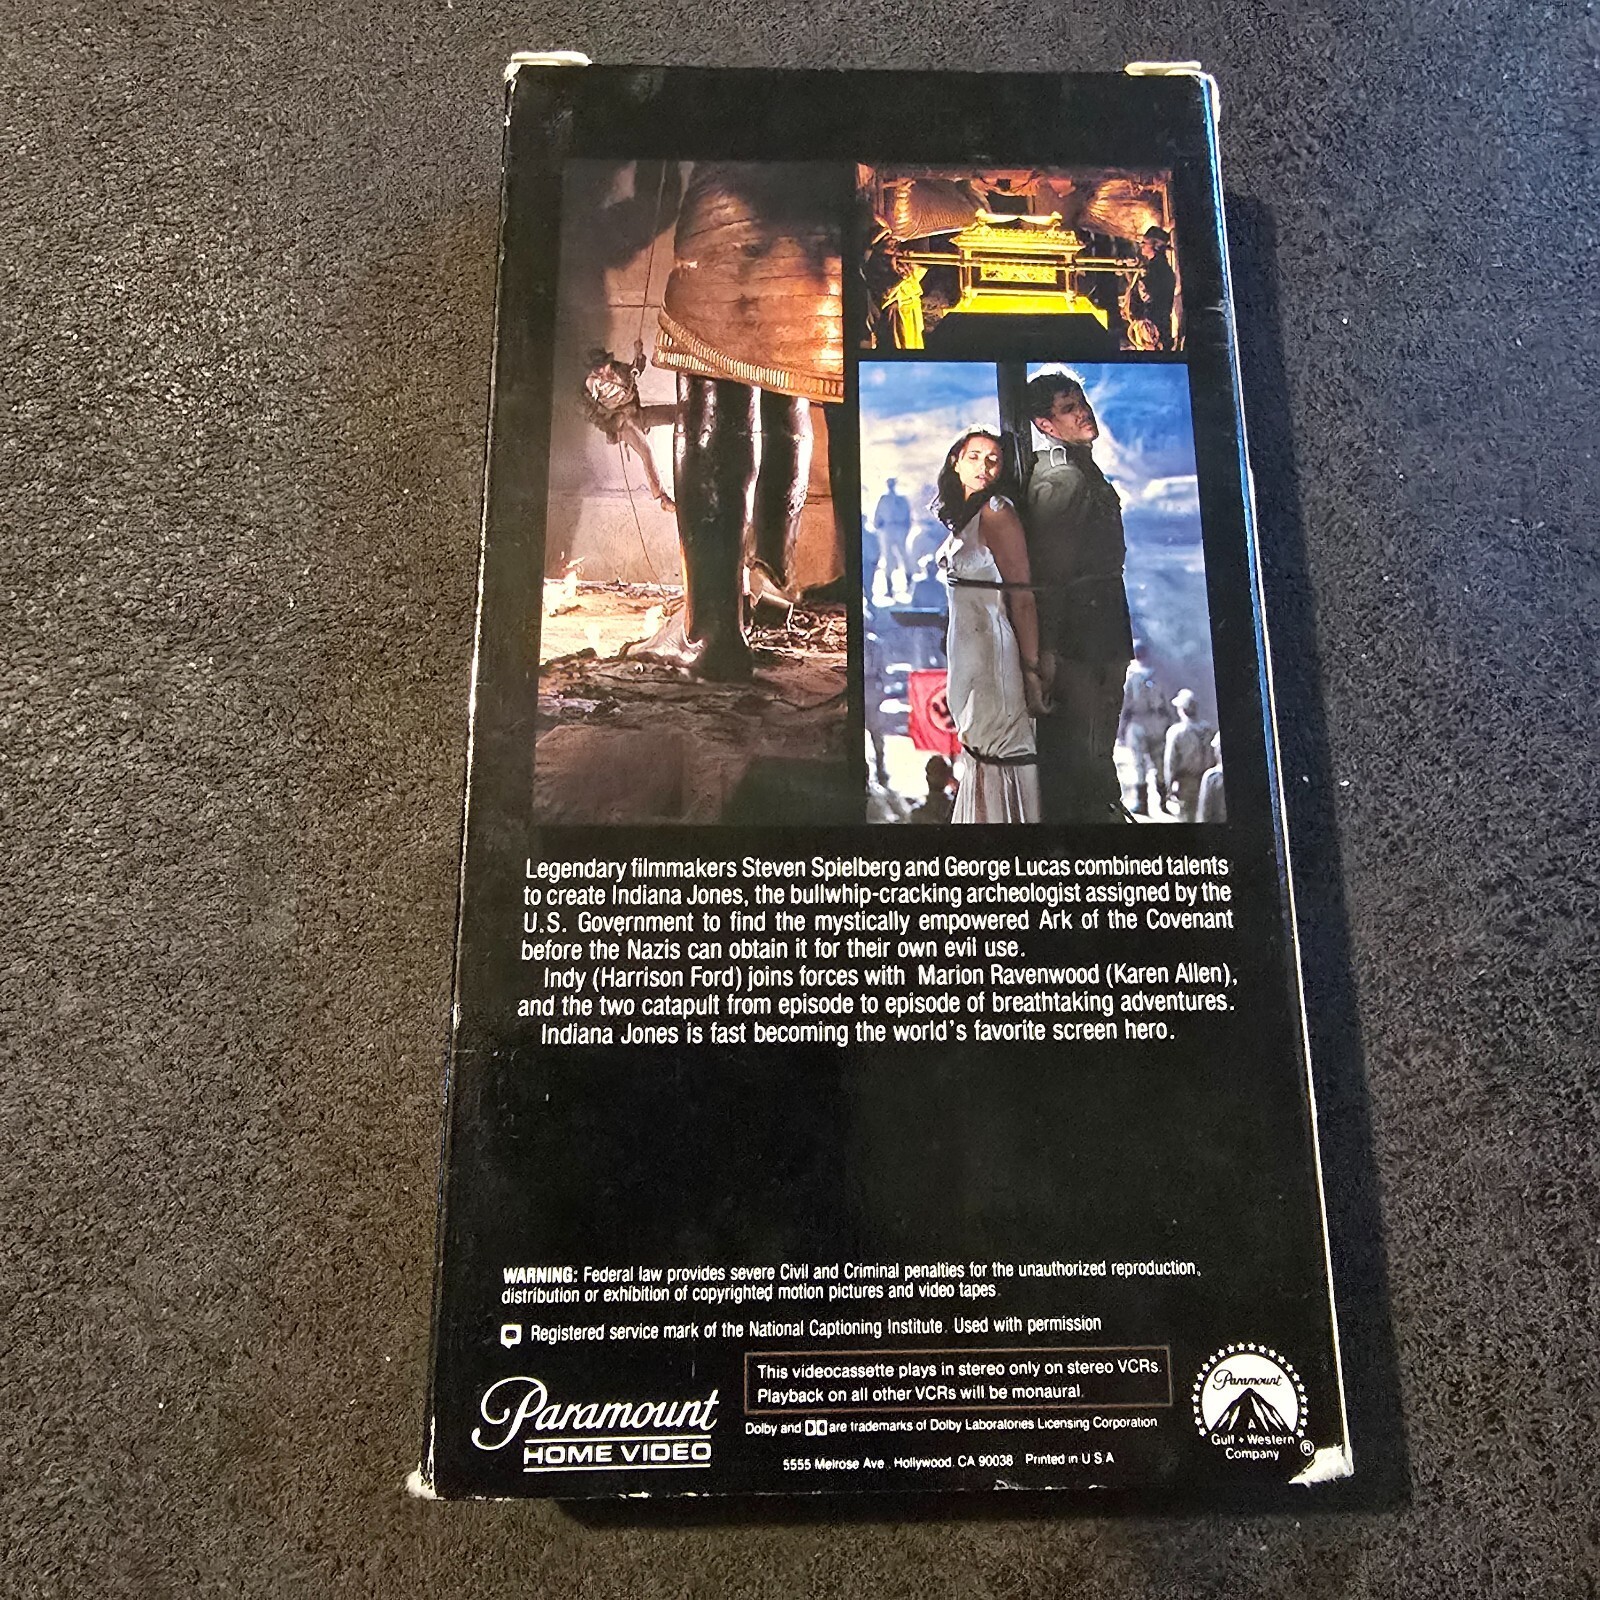 Legendary filmmakers Steven Spielberg and George Lucas combined talents
to create Indiana Jones, the bullwhip-cracking archeologist assigned by the
U.S. Government to find the mystically empowered Ark of the Covenant
before the Nazis can obtain it for their own evil use.
Indy (Harrison Ford) joins forces with Marion Ravenwood (Karen Allen),
and the two catapult from episode to episode of breathtaking adventures.
Indiana Jones is fast becoming the world's favorite screen hero.
WARNING: Federal law provides severe Civil and Criminal penalties for the unauthorized reproduction,
distribution or exhibition of copyrighted motion pictures and video tapes.
Registered service mark of the National Captioning Institute. Used with permission
Paramount
HOME VIDEO
This videocassette plays in stereo only on stereo VCRs.
Playback on all other VCRs will be monaural.
Dolby and DD are trademarks of Dolby Laboratories Licensing Corporation
5555 Melrose Ave. Hollywood, CA 90038 Printed in U S A
Paramount
A
Gulf + Western
Company ®